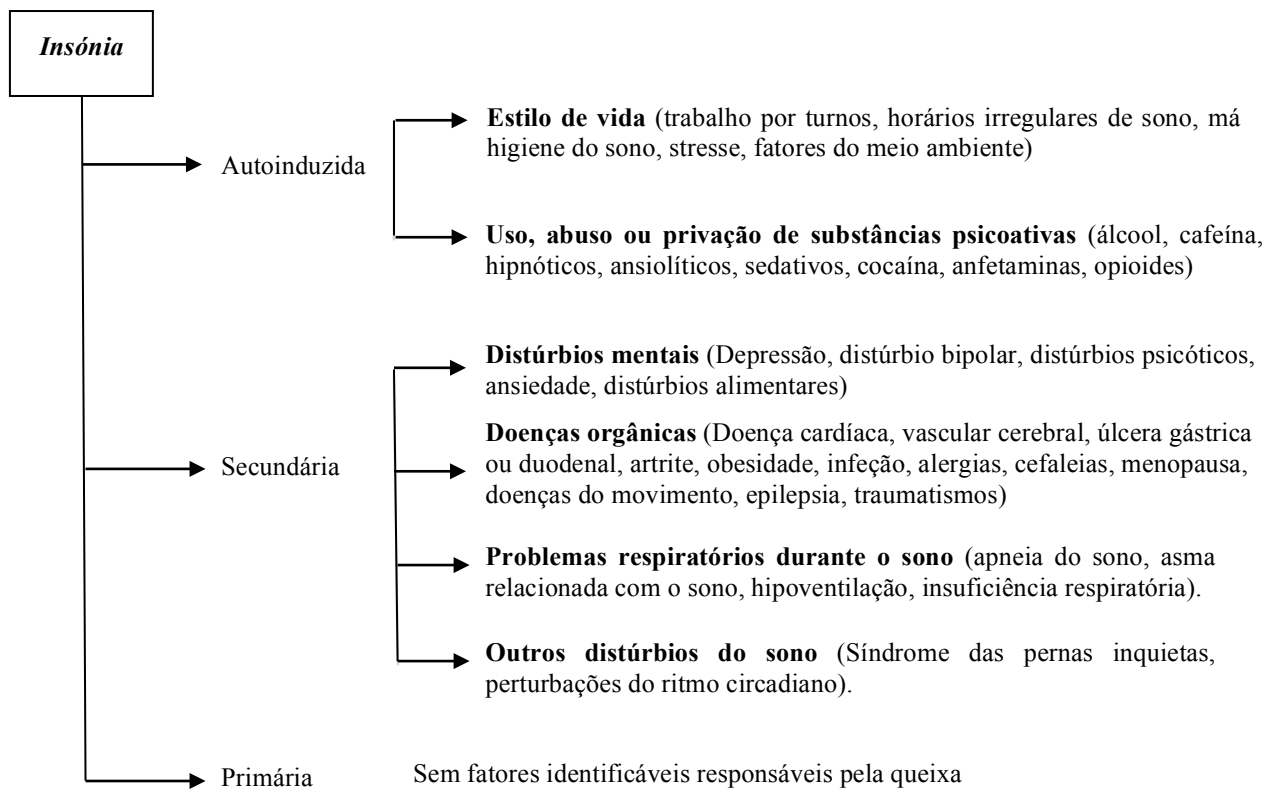 Insónia
Autoinduzida
Estilo de vida (trabalho por turnos, horários irregulares de sono, má
higiene do sono, stresse, fatores do meio ambiente)
Uso, abuso ou privação de substâncias psicoativas (álcool, cafeína,
hipnóticos, ansiolíticos, sedativos, cocaína, anfetaminas, opioides)
Secundária
Distúrbios mentais (Depressão, distúrbio bipolar, distúrbios psicóticos,
ansiedade, distúrbios alimentares)
Doenças orgânicas (Doença cardíaca, vascular cerebral, úlcera gástrica
ou duodenal, artrite, obesidade, infeção, alergias, cefaleias, menopausa,
doenças do movimento, epilepsia, traumatismos)
Problemas respiratórios durante o sono (apneia do sono, asma
relacionada com o sono, hipoventilação, insuficiência respiratória).
Outros distúrbios do sono (Síndrome das pernas inquietas,
perturbações do ritmo circadiano).
Primária
Sem fatores identificáveis responsáveis pela queixa